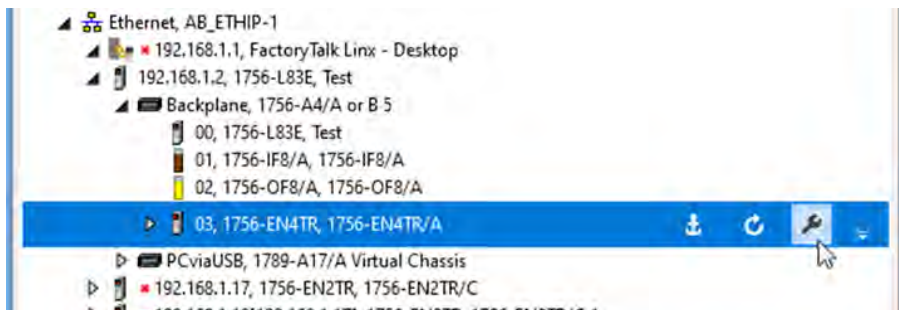 Ethernet, AB_ETHIP-1
192.168.1.1, FactoryTalk Linx - Desktop
192.168.1.2, 1756-L83E, Test
Backplane, 1756-A4/A or B 5
00, 1756-L83E, Test
01, 1756-IF8/A, 1756-IF8/A
02, 1756-OF8/A, 1756-OF8/A
03, 1756-EN4TR, 1756-EN4TR/A
PCviaUSB, 1789-A17/A Virtual Chassis
192.168.1.17, 1756-EN2TR, 1756-EN2TR/C